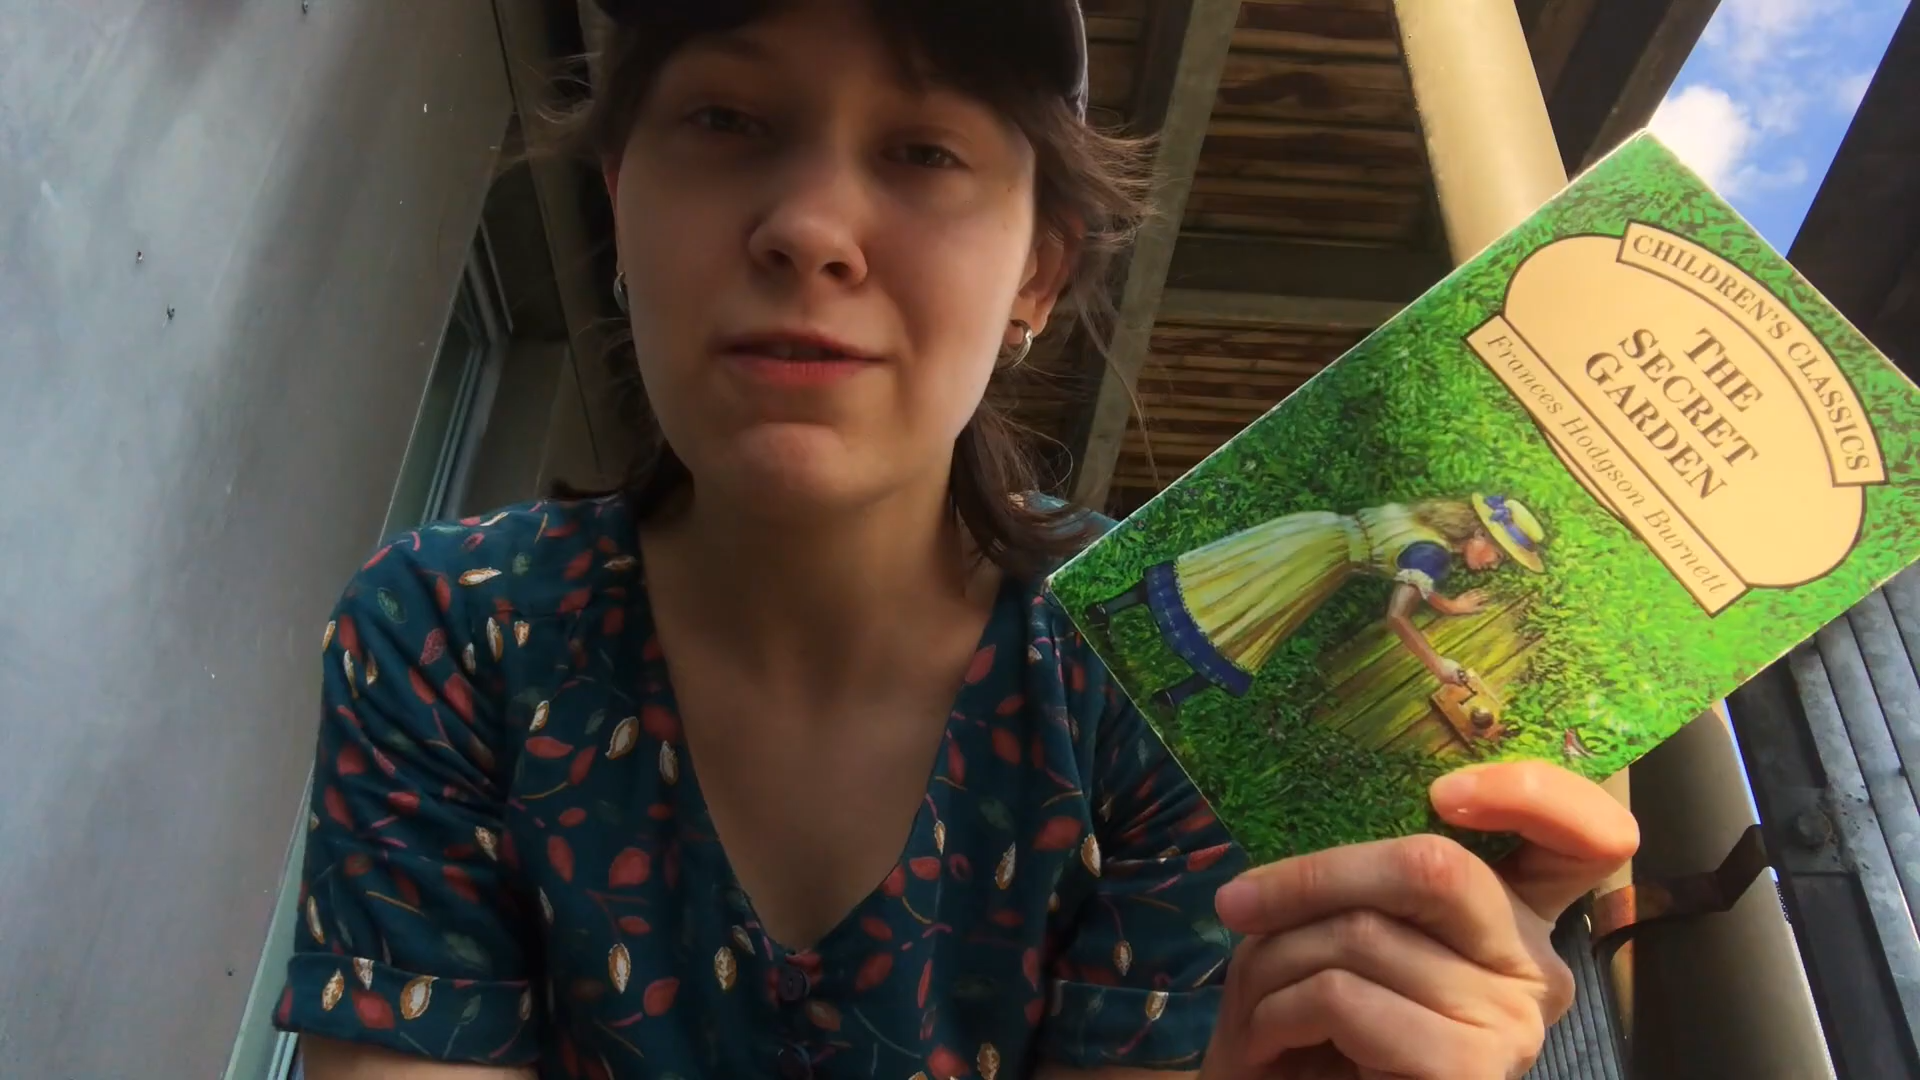 CHILDREN'S CLASSICS
THE
SECRET
GARDEN
Frances Hodgson Burnett